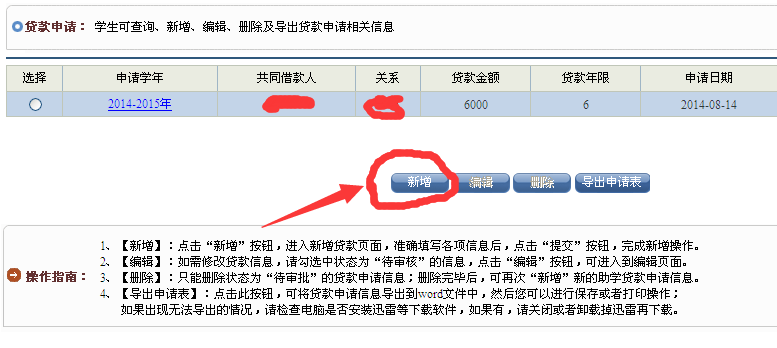 贷款申请： 学生可查询、新增、编辑、删除及导出贷款申请相关信息
选择 申请学年 共同借款人 关系 贷款金额 贷款年限 申请日期
2014-2015年 6000 6 2014-08-14
新增 编辑 删除 导出申请表
操作指南：
1、【新增】：点击“新增”按钮，进入新增贷款页面，准确填写各项信息后，点击“提交”按钮，完成新增操作。
2、【编辑】：如需修改贷款信息，请勾选中状态为“待审核”的信息，点击“编辑”按钮，可进入到编辑页面。
3、【删除】：只能删除状态为“待审批”的贷款申请信息；删除完毕后，可再次“新增”新的助学贷款申请信息。
4、【导出申请表】：点击此按钮，可将贷款申请信息导出到word文件中，然后您可以进行保存或者打印操作；
如果出现无法导出的情况，请检查电脑是否安装迅雷等下载软件，如果有，请关闭或者卸载掉迅雷再下载。